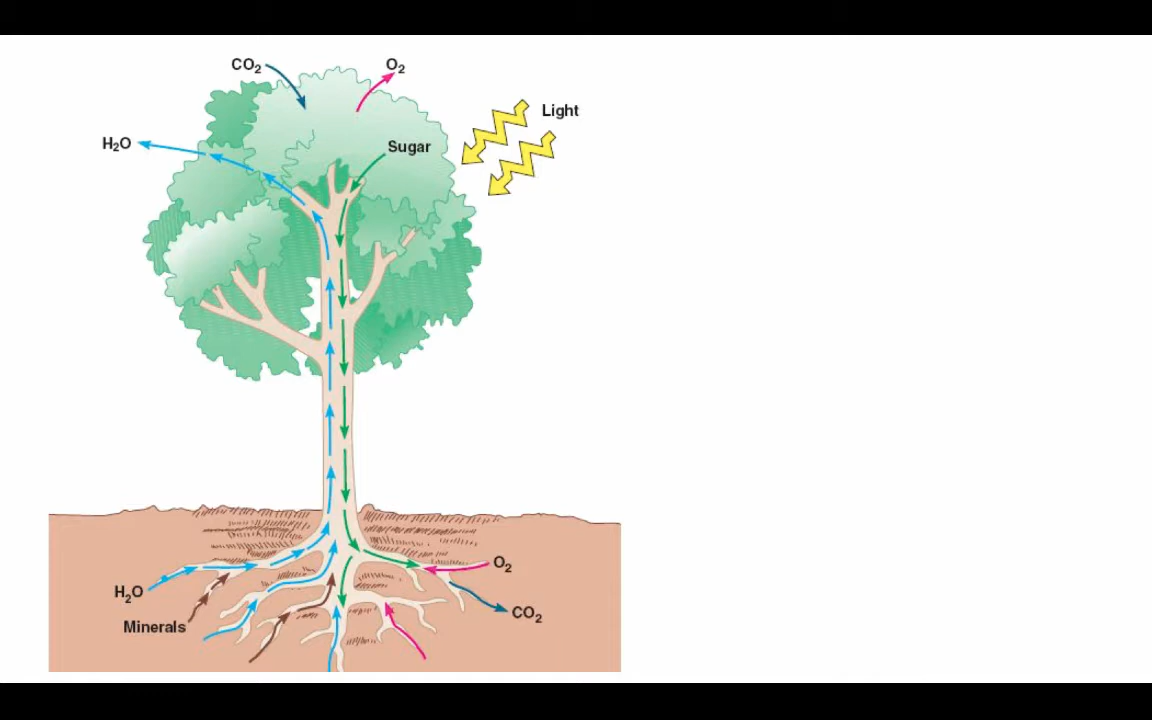 CO₂
O₂
Light
H₂O
Sugar
O₂
H₂O
CO₂
Minerals